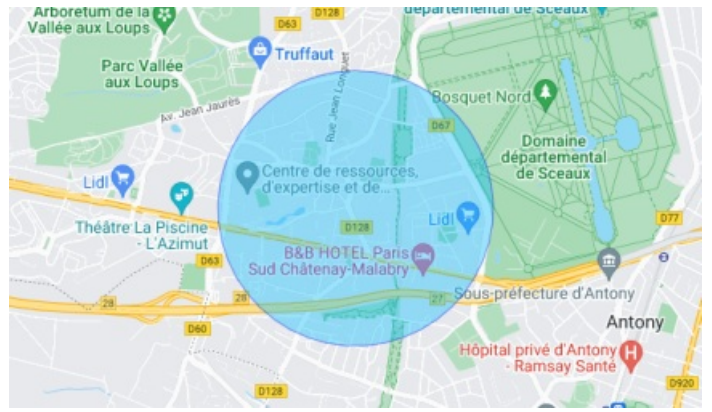 Arboretum de la
Vallée aux Loups
D63
D128
départemental de Sceaux
Truffaut
Parc Vallée
aux Loups
Rue Jean Longuet
Av. Jean Jaurès
Bosquet Nord
D67
Domaine
départemental
de Sceaux
Centre de ressources,
d'expertise et de...
Lidl
Lidl
D77
Théâtre La Piscine
- L'Azimut
D128
B&B HOTEL Paris
Sud Châtenay-Malabry
D63
Sous-préfecture d'Antony
28
28
27
D60
Antony
Hôpital privé d'Antony
- Ramsay Santé
D128
D920